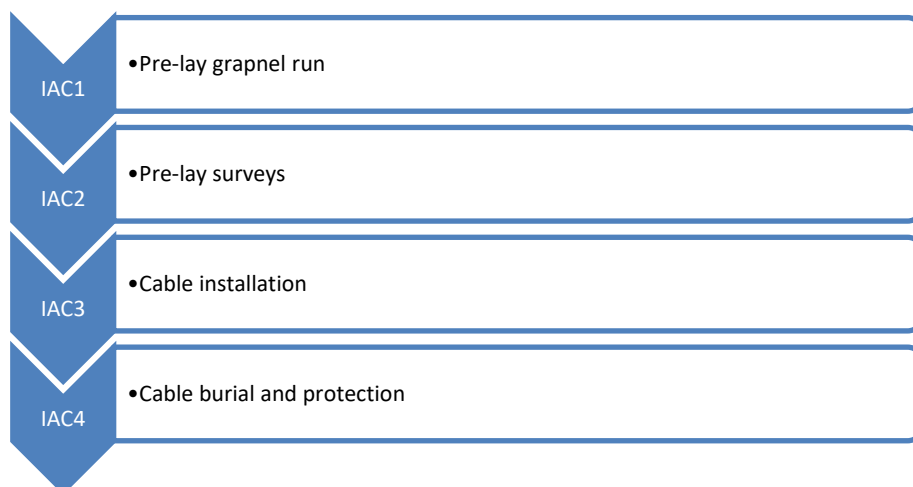 IAC1
•Pre-lay grapnel run
IAC2
•Pre-lay surveys
IAC3
•Cable installation
IAC4
•Cable burial and protection